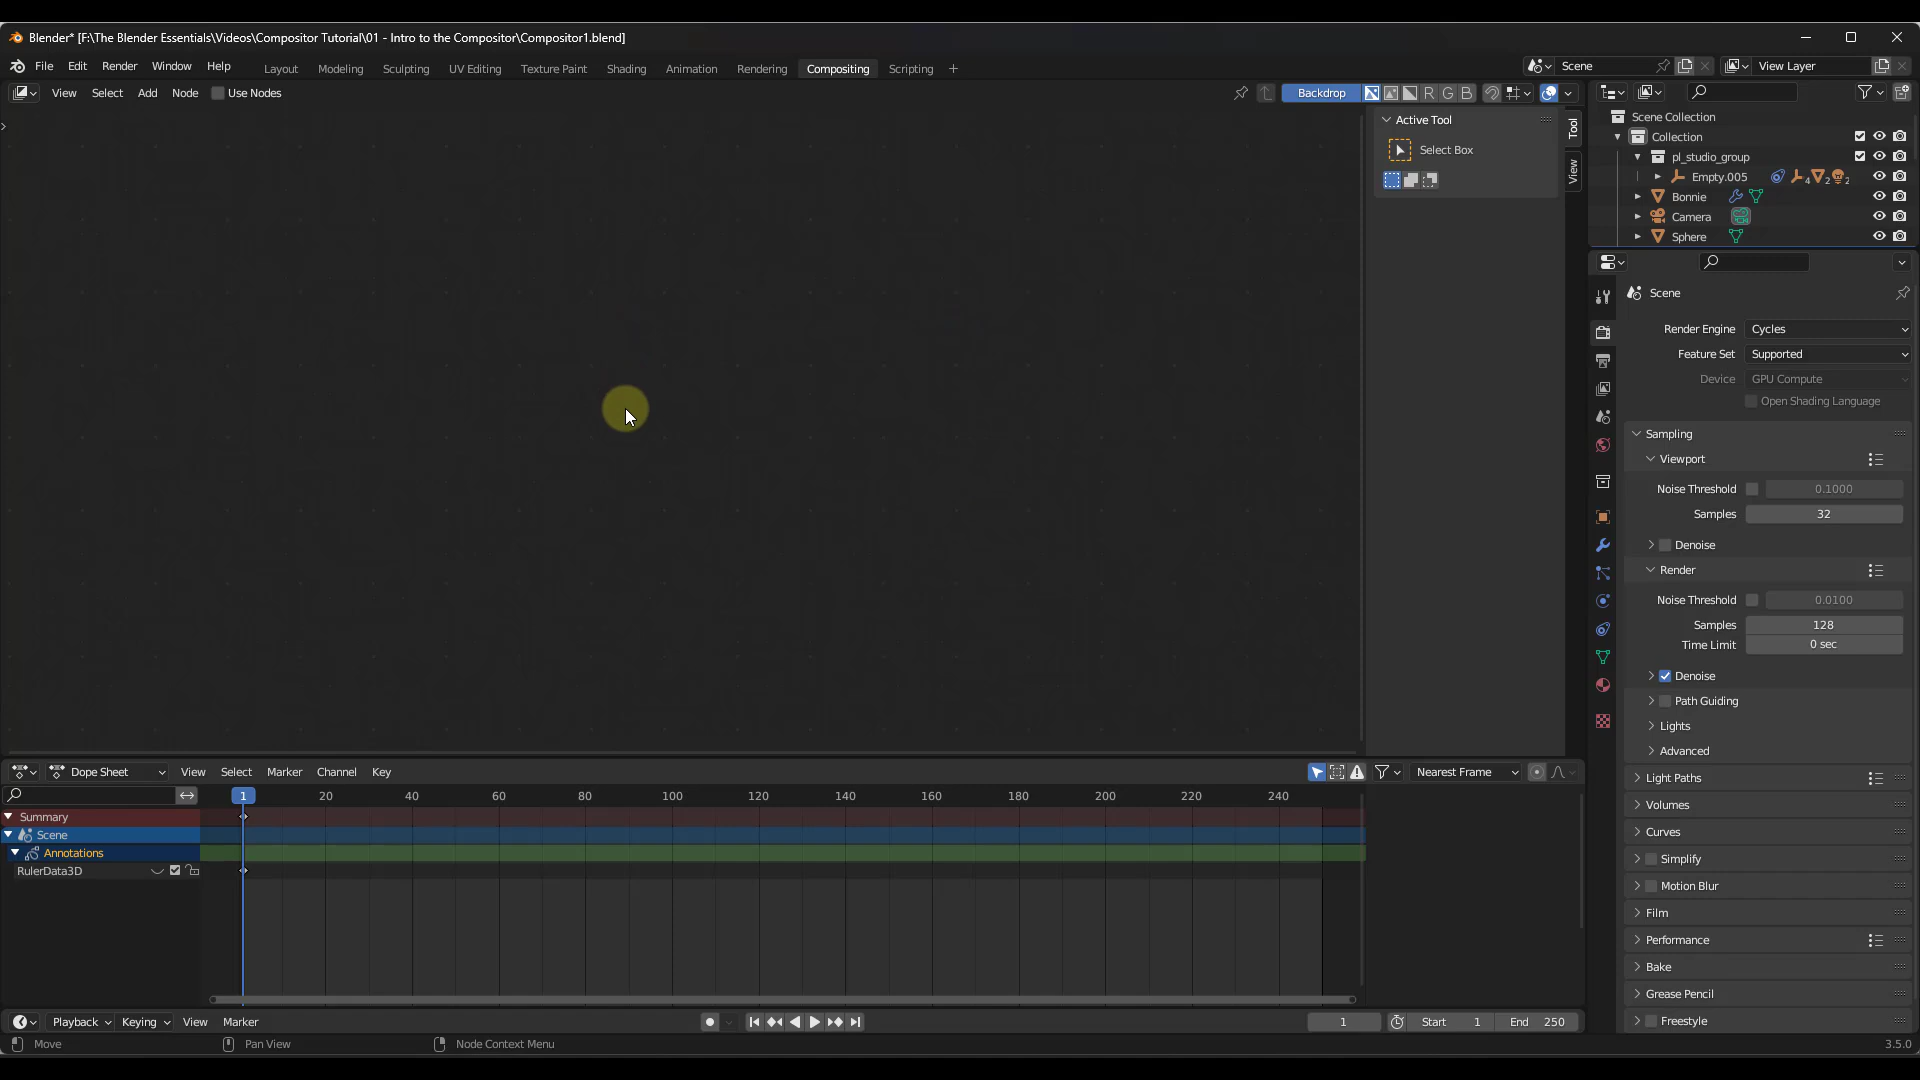 Blender* [F:\The Blender Essentials\Videos\Compositor Tutorial\01 - Intro to the Compositor\Compositor1.blend]
File Edit Render Window Help Layout Modeling Sculpting UV Editing Texture Paint Shading Animation Rendering Compositing Scripting + Scene View Layer
View Select Add Node Use Nodes Backdrop R G B
Active Tool
Select Box
Tool
View
Scene Collection
Collection
pl_studio_group
Empty.005 4 2 2
Bonnie
Camera
Sphere
Scene
Render Engine Cycles
Feature Set Supported
Device GPU Compute
Open Shading Language
Sampling
Viewport
Noise Threshold 0.1000
Samples 32
Denoise
Render
Noise Threshold 0.0100
Samples 128
Time Limit 0 sec
Denoise
Path Guiding
Lights
Advanced
Light Paths
Volumes
Curves
Simplify
Motion Blur
Film
Performance
Bake
Grease Pencil
Freestyle
Dope Sheet View Select Marker Channel Key Nearest Frame
1 20 40 60 80 100 120 140 160 180 200 220 240
Summary
Scene
Annotations
RulerData3D
Playback Keying View Marker 1 Start 1 End 250
Move Pan View Node Context Menu 3.5.0